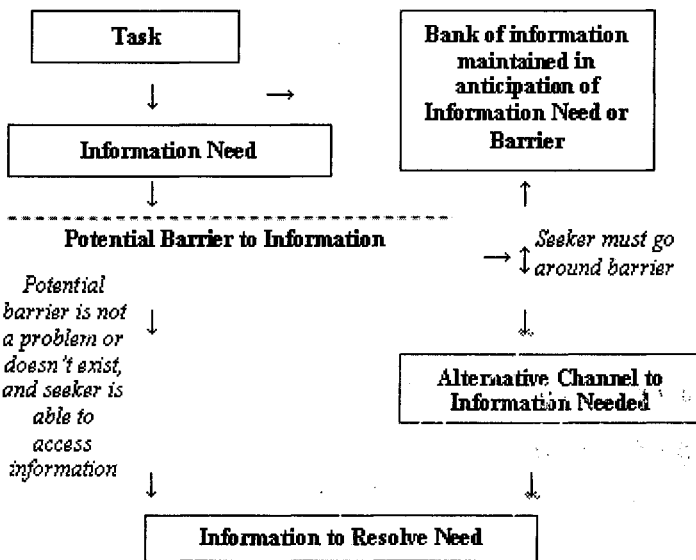 Task
Bank of information
maintained in
anticipation of
Information Need or
Barrier
Information Need
Potential Barrier to Information
Seeker must go
around barrier
Potential
barrier is not
a problem or
doesn't exist,
and seeker is
able to
access
information
Alternative Channel to
Information Needed
Information to Resolve Need